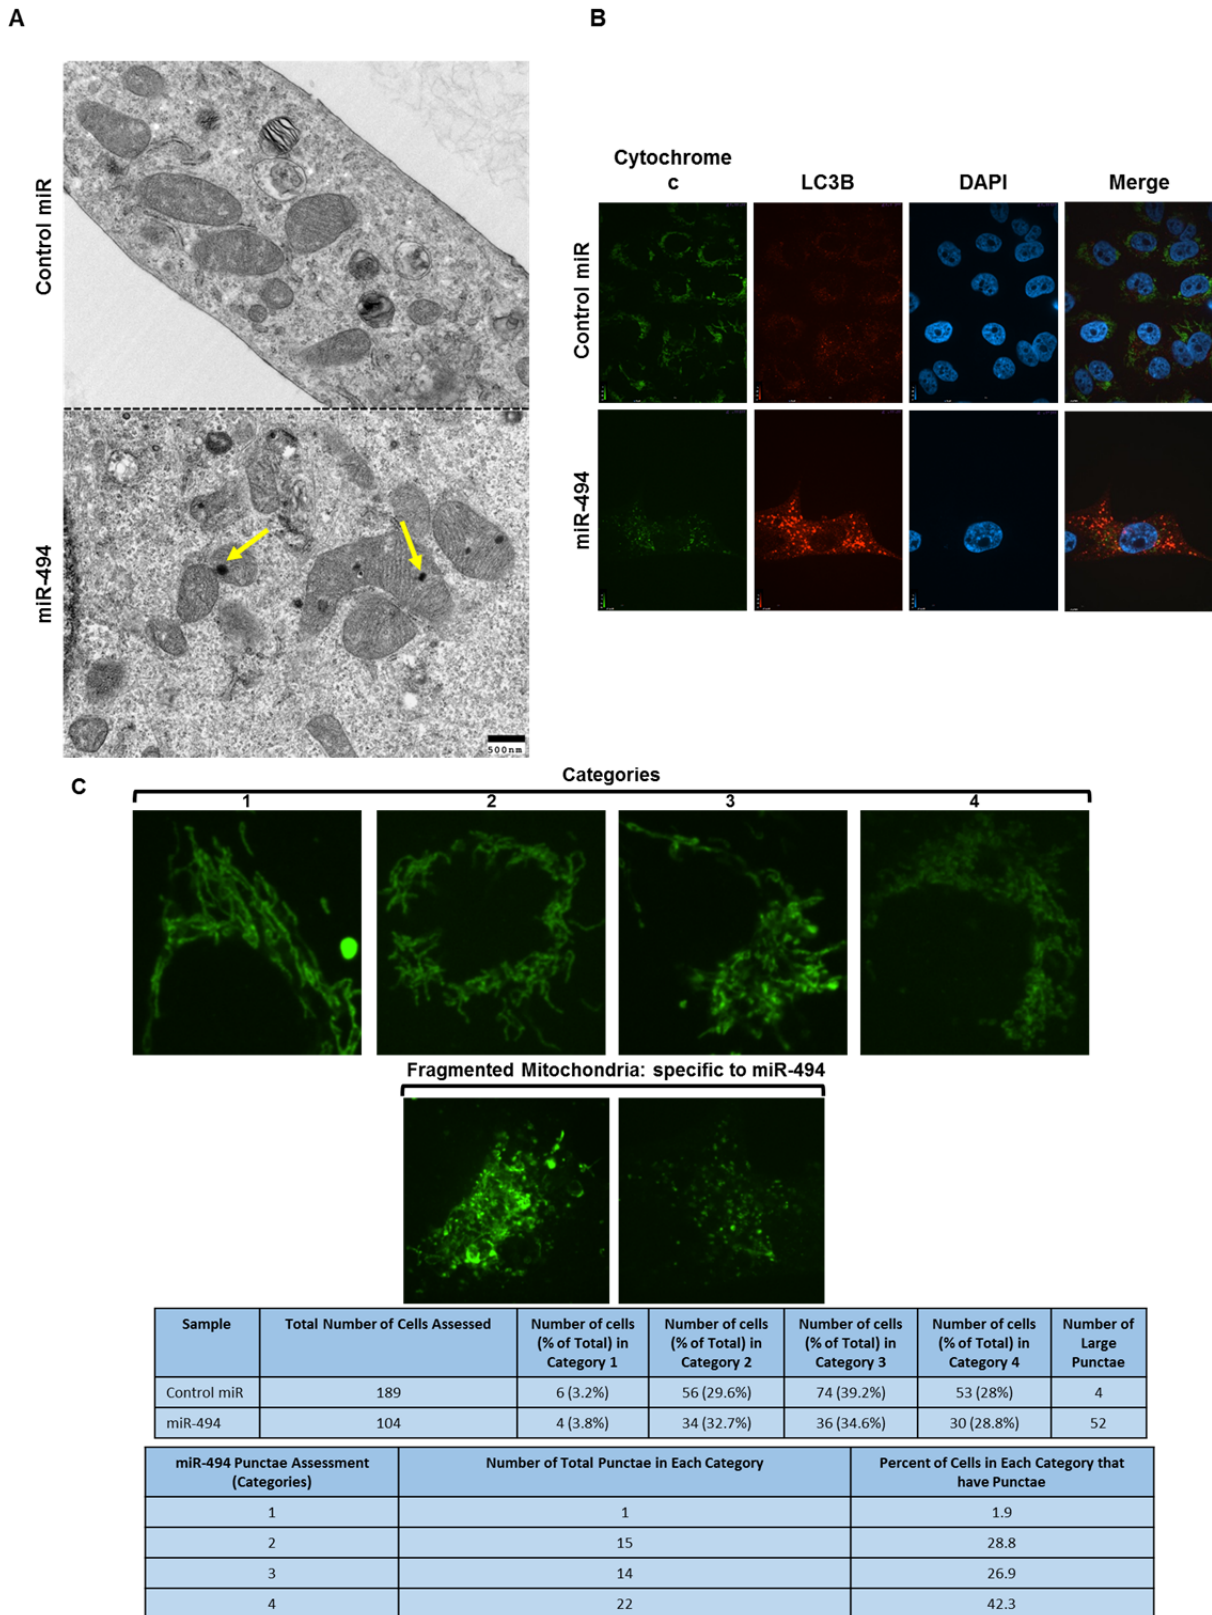 A
B
Control miR
miR-494
500nm
Cytochrome
c
LC3B
DAPI
Merge
Control miR
miR-494
C
Categories
1
2
3
4
Fragmented Mitochondria: specific to miR-494
Sample
Total Number of Cells Assessed
Number of cells
(% of Total) in
Category 1
Number of cells
(% of Total) in
Category 2
Number of cells
(% of Total) in
Category 3
Number of cells
(% of Total) in
Category 4
Number of
Large
Punctae
Control miR
189
6 (3.2%)
56 (29.6%)
74 (39.2%)
53 (28%)
4
miR-494
104
4 (3.8%)
34 (32.7%)
36 (34.6%)
30 (28.8%)
52
miR-494 Punctae Assessment
(Categories)
Number of Total Punctae in Each Category
Percent of Cells in Each Category that
have Punctae
1
1
1.9
2
15
28.8
3
14
26.9
4
22
42.3